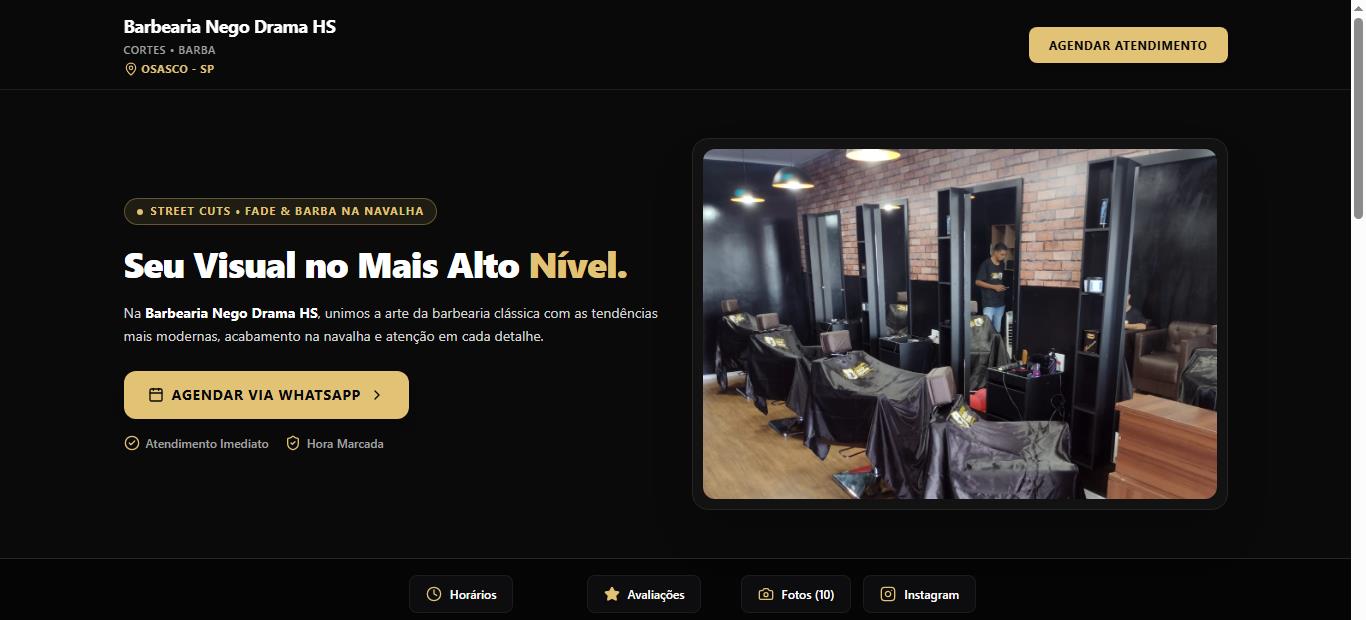 Barbearia Nego Drama HS
CORTES • BARBA
OSASCO - SP
AGENDAR ATENDIMENTO
STREET CUTS • FADE & BARBA NA NAVALHA
Seu Visual no Mais Alto Nível.
Na Barbearia Nego Drama HS, unimos a arte da barbearia clássica com as tendências
mais modernas, acabamento na navalha e atenção em cada detalhe.
AGENDAR VIA WHATSAPP
Atendimento Imediato
Hora Marcada
Horários
Avaliações
Fotos (10)
Instagram